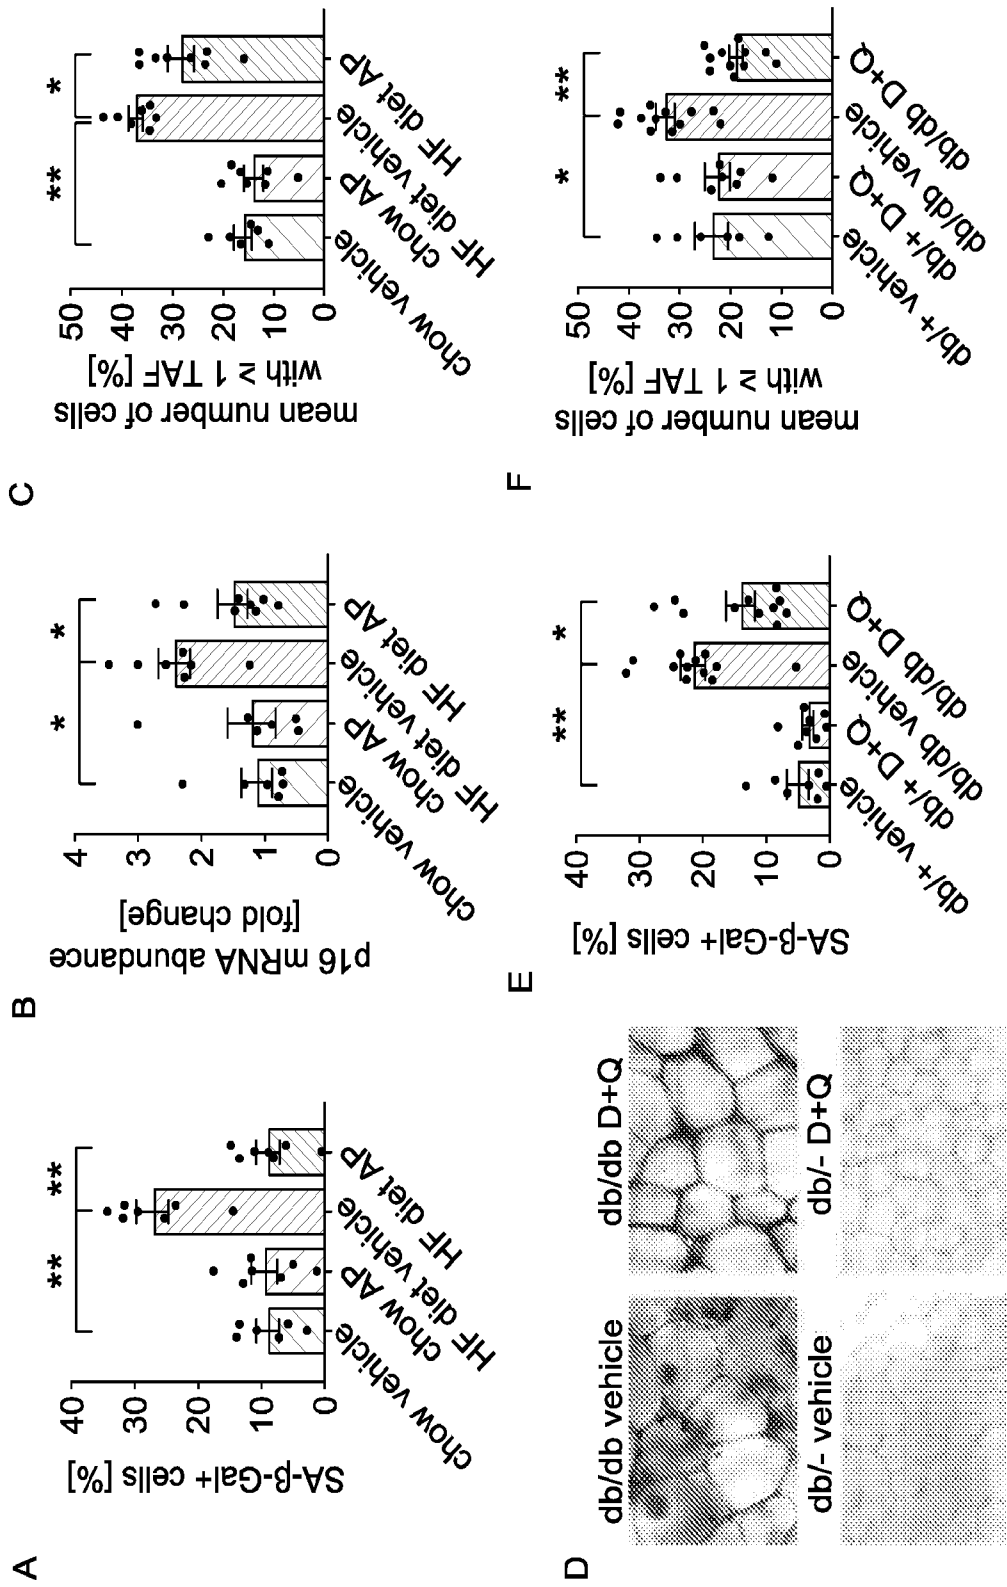 A
SA-β-Gal+ cells [%]
40
30
20
10
0
** **
chow vehicle
chow AP
HF diet vehicle
HF diet AP
B
p16 mRNA abundance
[fold change]
4
3
2
1
0
* *
chow vehicle
chow AP
HF diet vehicle
HF diet AP
C
mean number of cells
with ≥ 1 TAF [%]
50
40
30
20
10
0
** *
chow vehicle
chow AP
HF diet vehicle
HF diet AP
D
db/db vehicle
db/db D+Q
db/- vehicle
db/- D+Q
E
SA-β-Gal+ cells [%]
40
30
20
10
0
** *
db/+ vehicle
db/+ D+Q
db/db vehicle
db/db D+Q
F
mean number of cells
with ≥ 1 TAF [%]
50
40
30
20
10
0
* **
db/+ vehicle
db/+ D+Q
db/db vehicle
db/db D+Q